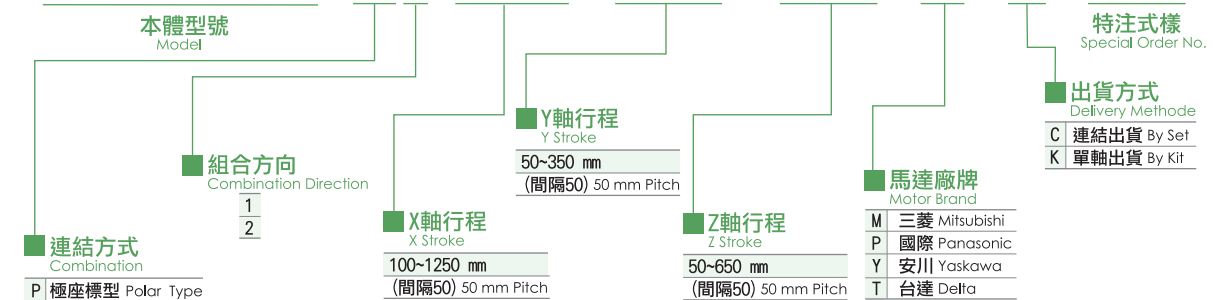 本體型號
Model
特注式樣
Special Order No.
出貨方式
Delivery Methode
C 連結出貨 By Set
K 單軸出貨 By Kit
Y軸行程
Y Stroke
50~350 mm
(間隔50) 50 mm Pitch
組合方向
Combination Direction
1
2
馬達廠牌
Motor Brand
M 三菱 Mitsubishi
P 國際 Panasonic
Y 安川 Yaskawa
T 台達 Delta
X軸行程
X Stroke
100~1250 mm
(間隔50) 50 mm Pitch
Z軸行程
Z Stroke
50~650 mm
(間隔50) 50 mm Pitch
連結方式
Combination
P 極座標型 Polar Type